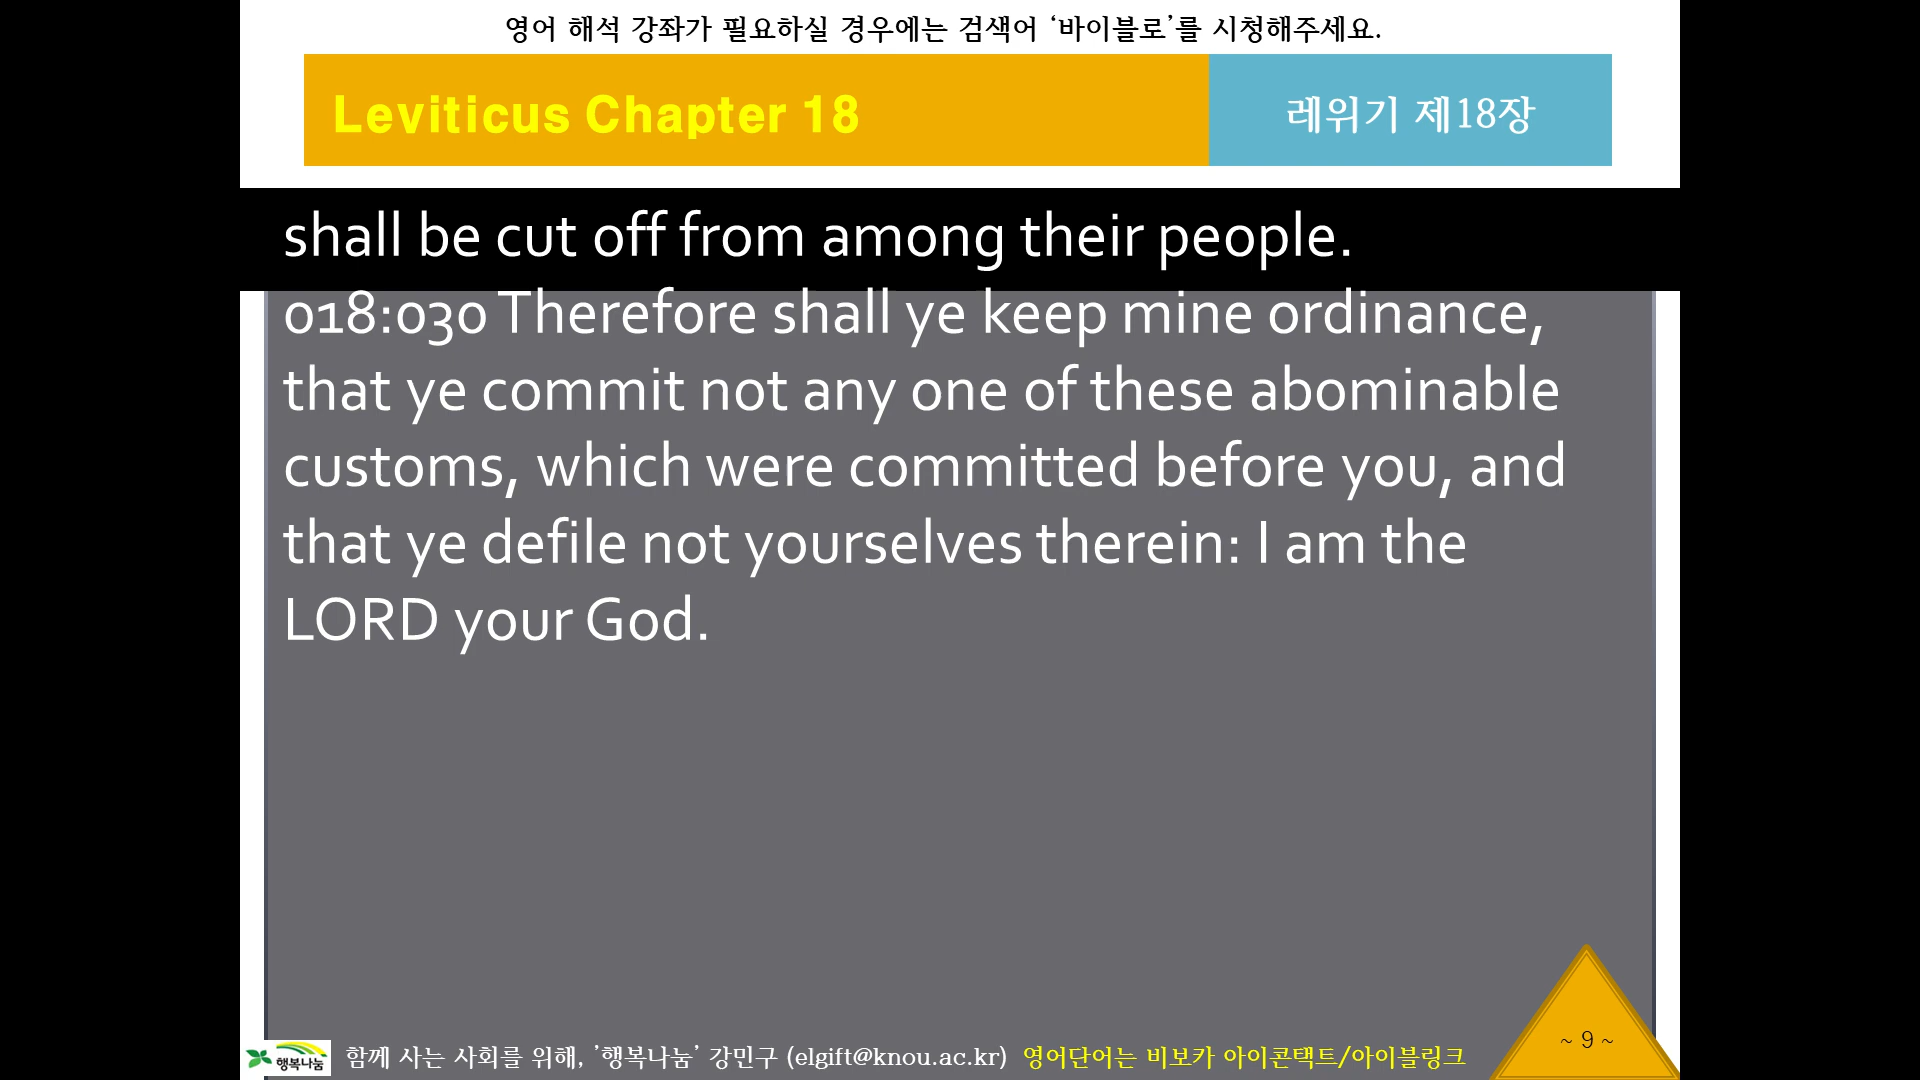 영어 해석 강좌가 필요하실 경우에는 검색어 ‘바이블로’를 시청해주세요.
Leviticus Chapter 18
레위기 제18장
shall be cut off from among their people.
018:030 Therefore shall ye keep mine ordinance,
that ye commit not any one of these abominable
customs, which were committed before you, and
that ye defile not yourselves therein: I am the
LORD your God.
행복나눔
함께 사는 사회를 위해, ’행복나눔’ 강민구 (elgift@knou.ac.kr) 영어단어는 비보카 아이콘택트/아이블링크
~ 9 ~